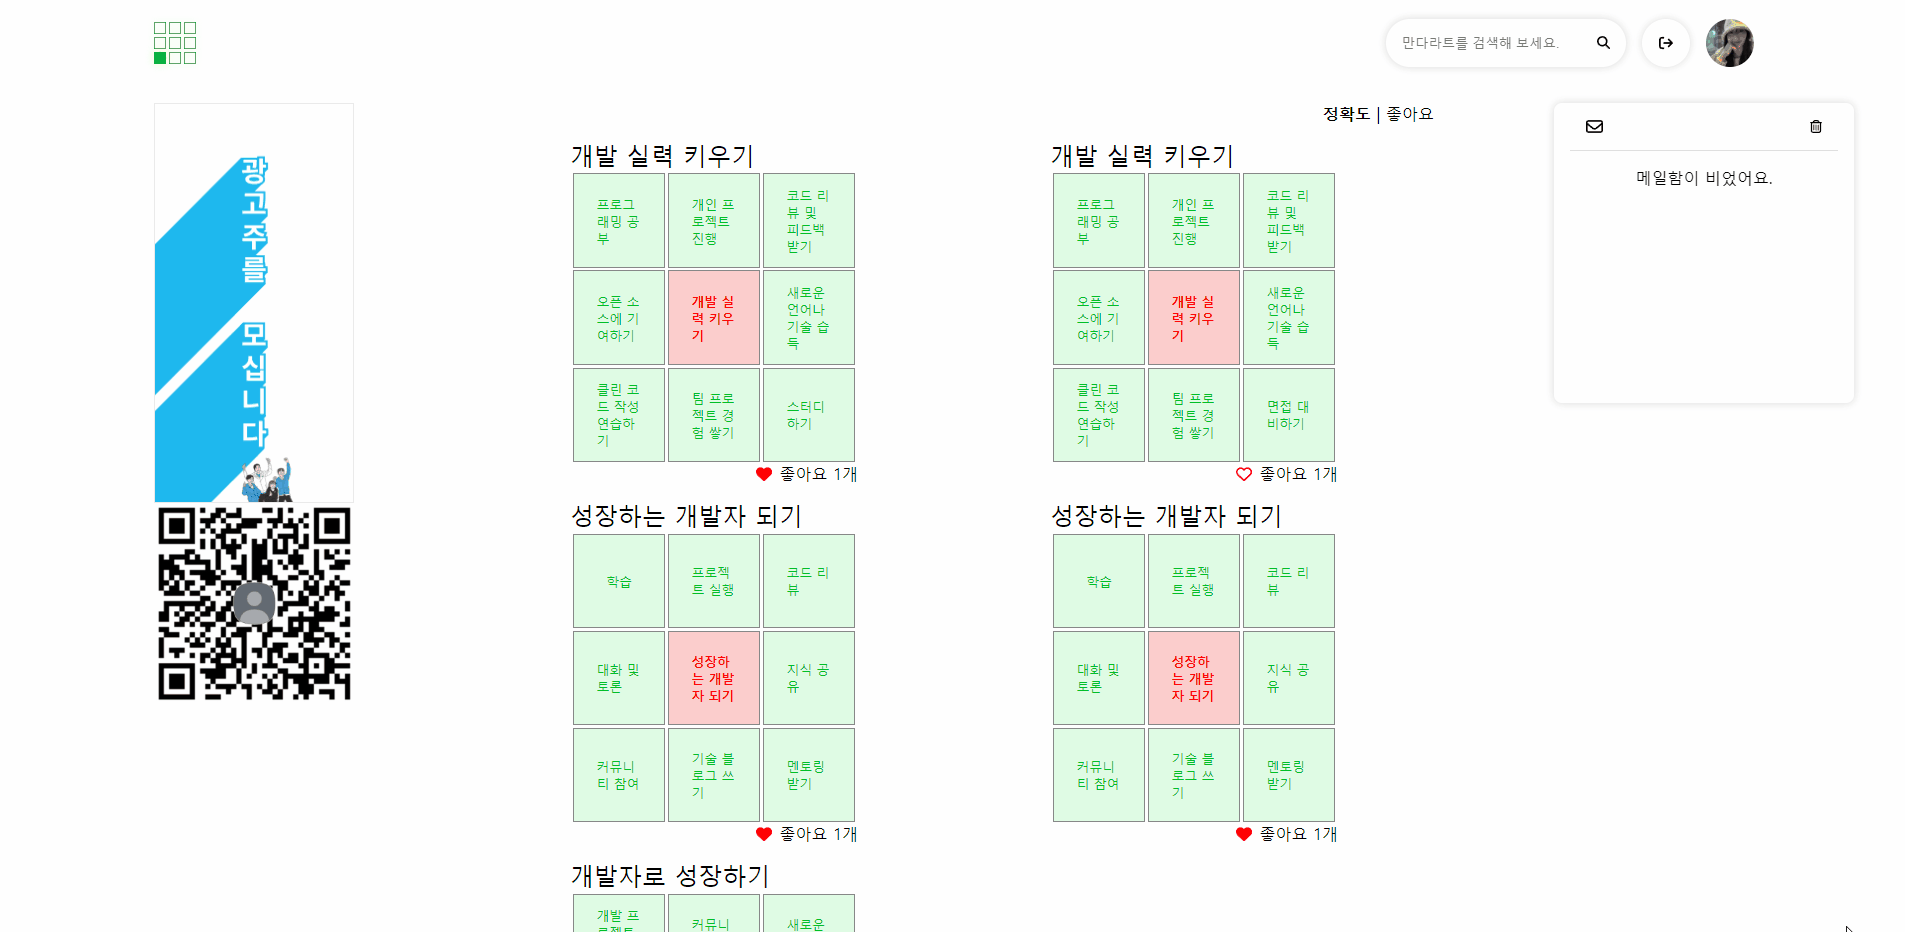 만다라트를 검색해 보세요.
광고주를 모십니다
정확도 | 좋아요
메일함이 비었어요.
개발 실력 키우기
프로그
래밍 공
부
개인 프
로젝트
진행
코드 리
뷰 및
피드백
받기
오픈 소
스에 기
여하기
개발 실
력 키우
기
새로운
언어나
기술 습
득
클린 코
드 작성
연습하
기
팀 프로
젝트 경
험 쌓기
스터디
하기
좋아요 1개
개발 실력 키우기
프로그
래밍 공
부
개인 프
로젝트
진행
코드 리
뷰 및
피드백
받기
오픈 소
스에 기
여하기
개발 실
력 키우
기
새로운
언어나
기술 습
득
클린 코
드 작성
연습하
기
팀 프로
젝트 경
험 쌓기
면접 대
비하기
좋아요 1개
성장하는 개발자 되기
학습
프로젝
트 실행
코드 리
뷰
대화 및
토론
성장하
는 개발
자 되기
지식 공
유
커뮤니
티 참여
기술 블
로그 쓰
기
멘토링
받기
좋아요 1개
성장하는 개발자 되기
학습
프로젝
트 실행
코드 리
뷰
대화 및
토론
성장하
는 개발
자 되기
지식 공
유
커뮤니
티 참여
기술 블
로그 쓰
기
멘토링
받기
좋아요 1개
개발자로 성장하기
개발 프
로젝트
커뮤니
새로운